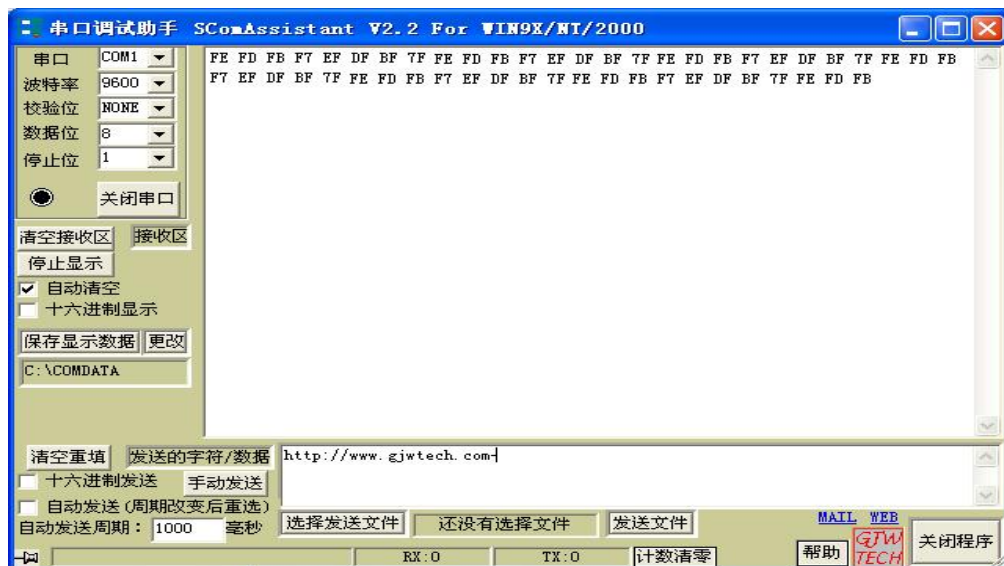 串口调试助手 SComAssistant V2.2 For WIN9X/NT/2000
串口 COM1
波特率 9600
校验位 NONE
数据位 8
停止位 1
关闭串口
FE FD FB F7 EF DF BF 7F FE FD FB F7 EF DF BF 7F FE FD FB F7 EF DF BF 7F FE FD FB
F7 EF DF BF 7F FE FD FB F7 EF DF BF 7F FE FD FB F7 EF DF BF 7F FE FD FB
清空接收区 接收区
停止显示
自动清空
十六进制显示
保存显示数据 更改
C:\COMDATA
清空重填 发送的字符/数据 http://www.gjwtech.com
十六进制发送 手动发送
自动发送(周期改变后重选)
自动发送周期: 1000 毫秒 选择发送文件 还没有选择文件 发送文件
MAIL WEB
RX:0 TX:0 计数清零 帮助 GJW TECH 关闭程序